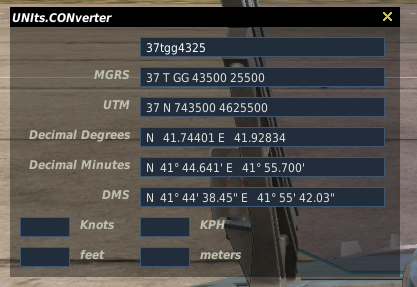 UNIts.CONverter
37tgg4325
MGRS 37 T GG 43500 25500
UTM 37 N 743500 4625500
Decimal Degrees N 41.74401 E 41.92834
Decimal Minutes N 41° 44.641' E 41° 55.700'
DMS N 41° 44' 38.45" E 41° 55' 42.03"
Knots KPH
feet meters